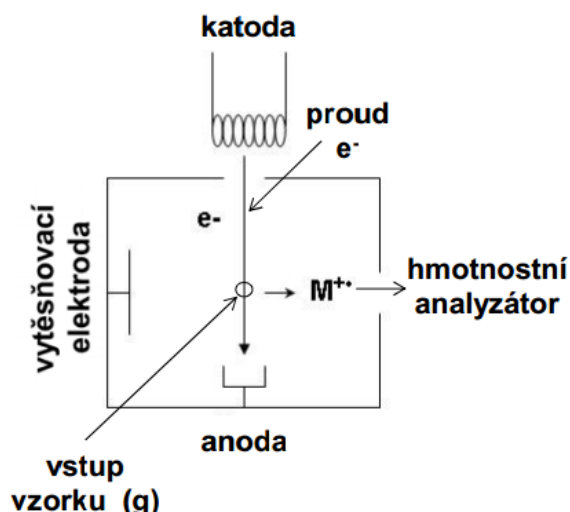 katoda
proud
e-
e-
vytěsňovací
elektroda
M+•
hmotnostní
analyzátor
anoda
vstup
vzorku (g)